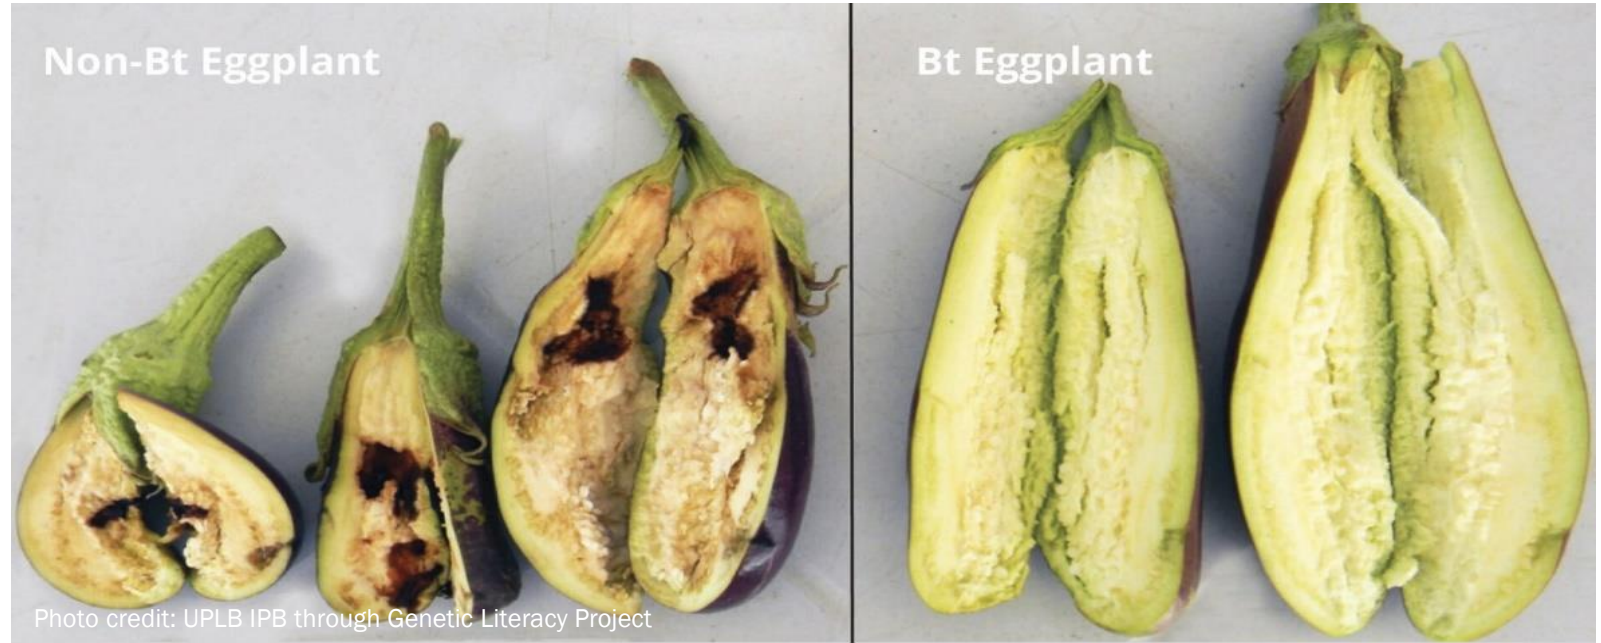 Non-Bt Eggplant
Bt Eggplant
Photo credit: UPLB IPB through Genetic Literacy Project